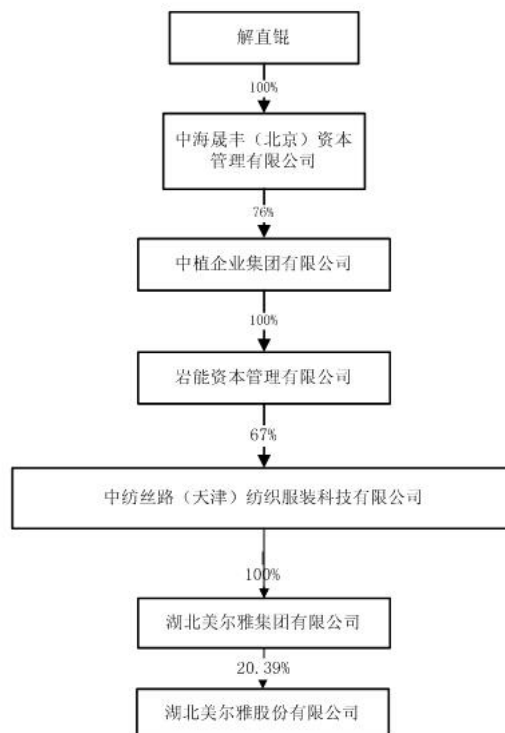 解直锟
100%
中海晟丰（北京）资本
管理有限公司
76%
中植企业集团有限公司
100%
岩能资本管理有限公司
67%
中纺丝路（天津）纺织服装科技有限公司
100%
湖北美尔雅集团有限公司
20.39%
湖北美尔雅股份有限公司